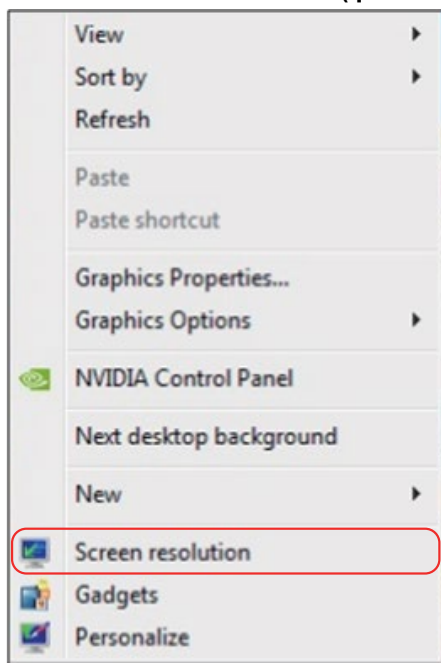 View
Sort by
Refresh
Paste
Paste shortcut
Graphics Properties...
Graphics Options
NVIDIA Control Panel
Next desktop background
New
Screen resolution
Gadgets
Personalize